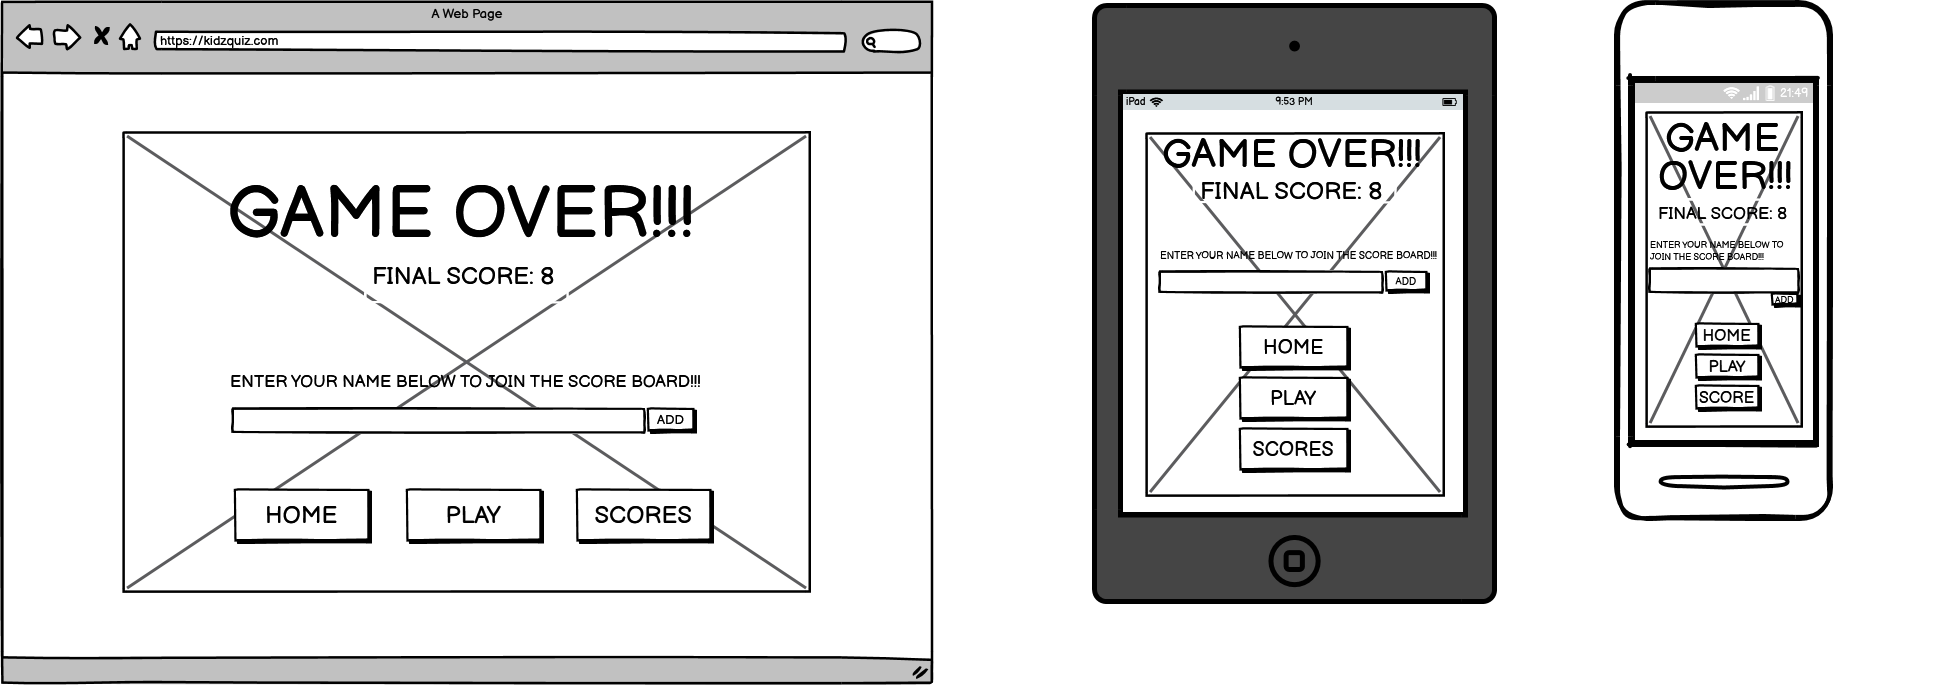 A Web Page
https://kidzquiz.com
GAME OVER!!!
FINAL SCORE: 8
ENTER YOUR NAME BELOW TO JOIN THE SCORE BOARD!!!
ADD
HOME PLAY SCORES
iPad 9:53 PM
GAME OVER!!!
FINAL SCORE: 8
ENTER YOUR NAME BELOW TO JOIN THE SCORE BOARD!!!
ADD
HOME
PLAY
SCORES
21:49
GAME
OVER!!!
FINAL SCORE: 8
ENTER YOUR NAME BELOW TO
JOIN THE SCORE BOARD!!!
ADD
HOME
PLAY
SCORE